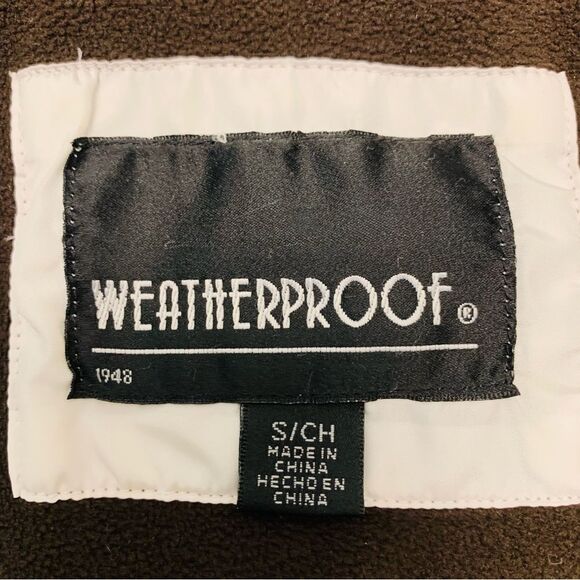 WEATHERPROOF®
1948
S/CH
MADE IN
CHINA
HECHO EN
CHINA